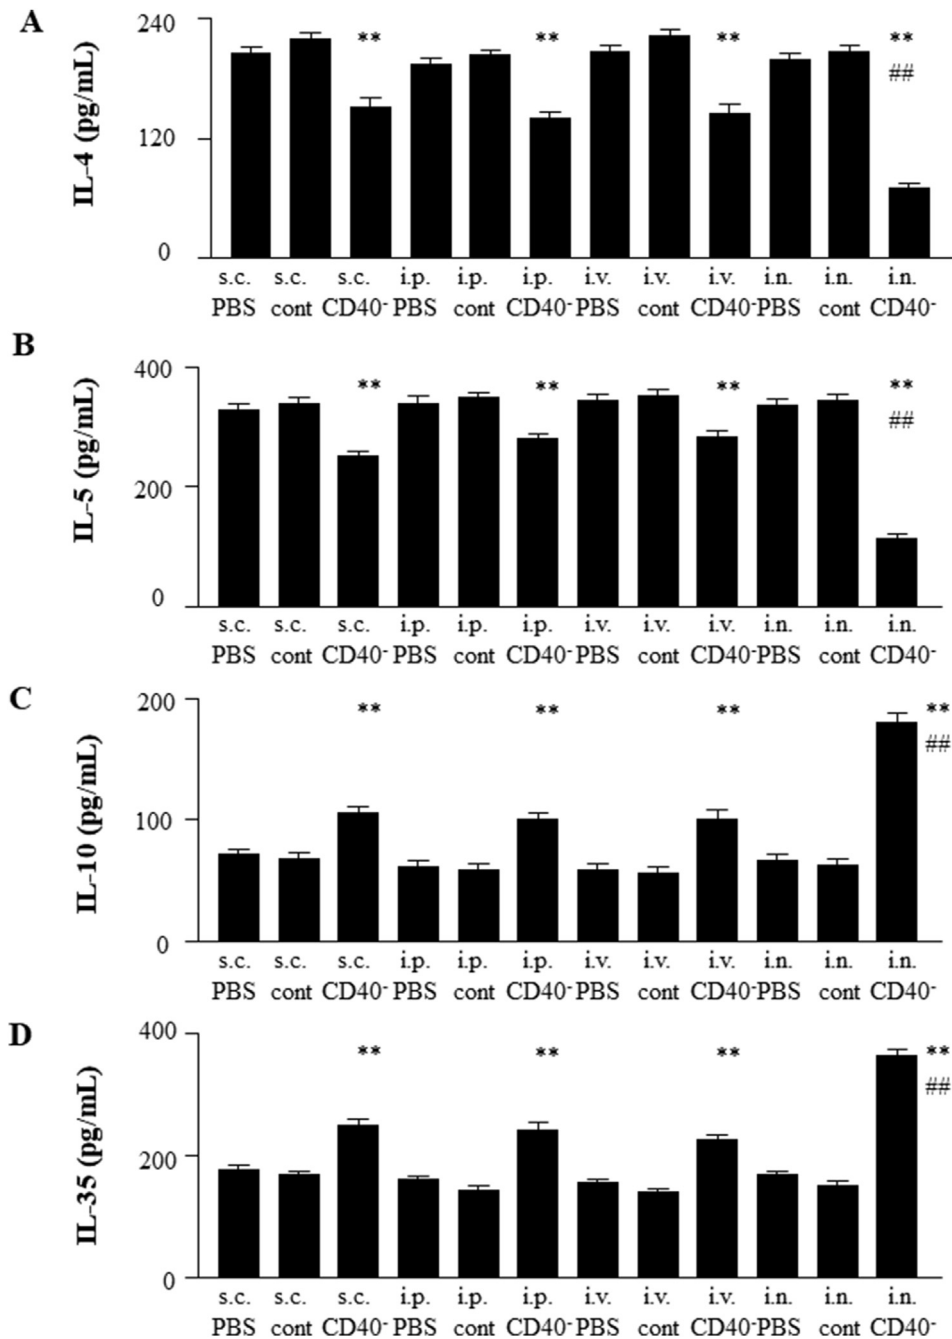 A
IL-4 (pg/mL)
240
120
0
** ** ** **
##
s.c. s.c. s.c. i.p. i.p. i.p. i.v. i.v. i.v. i.n. i.n. i.n.
PBS cont CD40⁻ PBS cont CD40⁻ PBS cont CD40⁻ PBS cont CD40⁻
B
IL-5 (pg/mL)
400
200
0
** ** ** **
##
s.c. s.c. s.c. i.p. i.p. i.p. i.v. i.v. i.v. i.n. i.n. i.n.
PBS cont CD40⁻ PBS cont CD40⁻ PBS cont CD40⁻ PBS cont CD40⁻
C
IL-10 (pg/mL)
200
100
0
** ** ** **
##
s.c. s.c. s.c. i.p. i.p. i.p. i.v. i.v. i.v. i.n. i.n. i.n.
PBS cont CD40⁻ PBS cont CD40⁻ PBS cont CD40⁻ PBS cont CD40⁻
D
IL-35 (pg/mL)
400
200
0
** ** ** **
##
s.c. s.c. s.c. i.p. i.p. i.p. i.v. i.v. i.v. i.n. i.n. i.n.
PBS cont CD40⁻ PBS cont CD40⁻ PBS cont CD40⁻ PBS cont CD40⁻